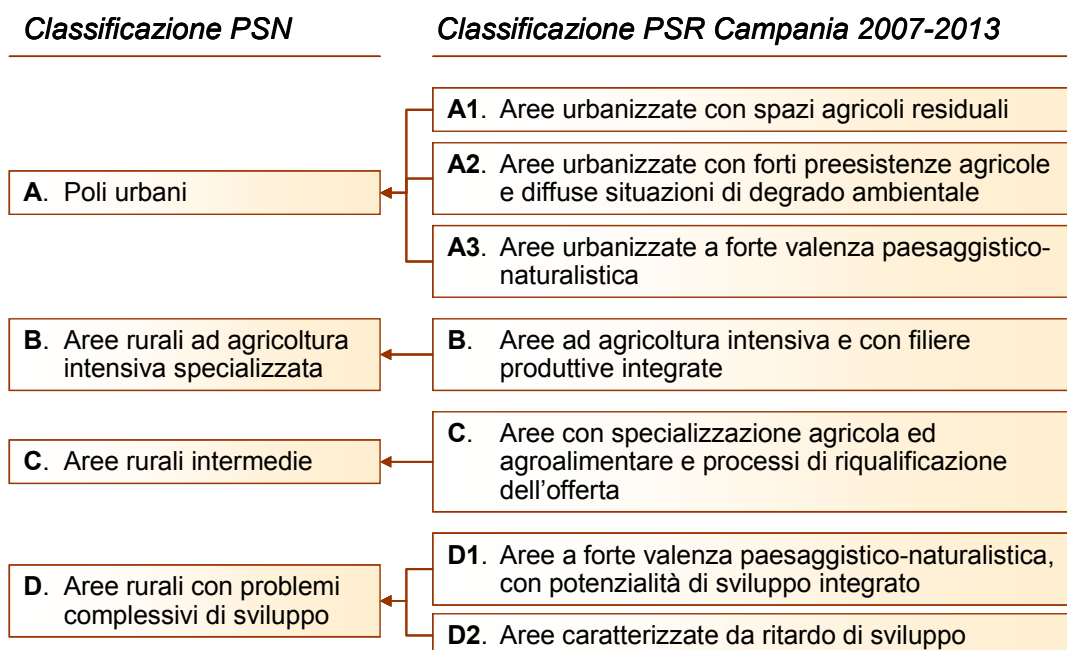 Classificazione PSN
Classificazione PSR Campania 2007-2013
A. Poli urbani
A1. Aree urbanizzate con spazi agricoli residuali
A2. Aree urbanizzate con forti preesistenze agricole
e diffuse situazioni di degrado ambientale
A3. Aree urbanizzate a forte valenza paesaggistico-
naturalistica
B. Aree rurali ad agricoltura
intensiva specializzata
B. Aree ad agricoltura intensiva e con filiere
produttive integrate
C. Aree rurali intermedie
C. Aree con specializzazione agricola ed
agroalimentare e processi di riqualificazione
dell'offerta
D. Aree rurali con problemi
complessivi di sviluppo
D1. Aree a forte valenza paesaggistico-naturalistica,
con potenzialità di sviluppo integrato
D2. Aree caratterizzate da ritardo di sviluppo